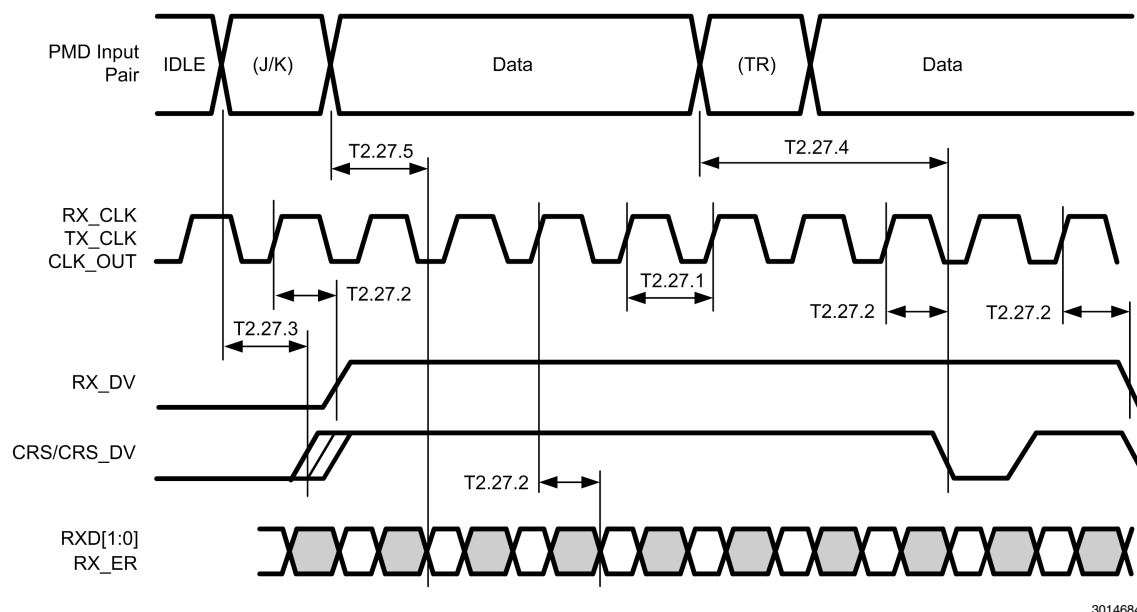 PMD Input
Pair
IDLE
(J/K)
Data
(TR)
Data
T2.27.5
T2.27.4
RX_CLK
TX_CLK
CLK_OUT
T2.27.2
T2.27.1
T2.27.2
T2.27.2
T2.27.3
RX_DV
CRS/CRS_DV
T2.27.2
RXD[1:0]
RX_ER
3014684